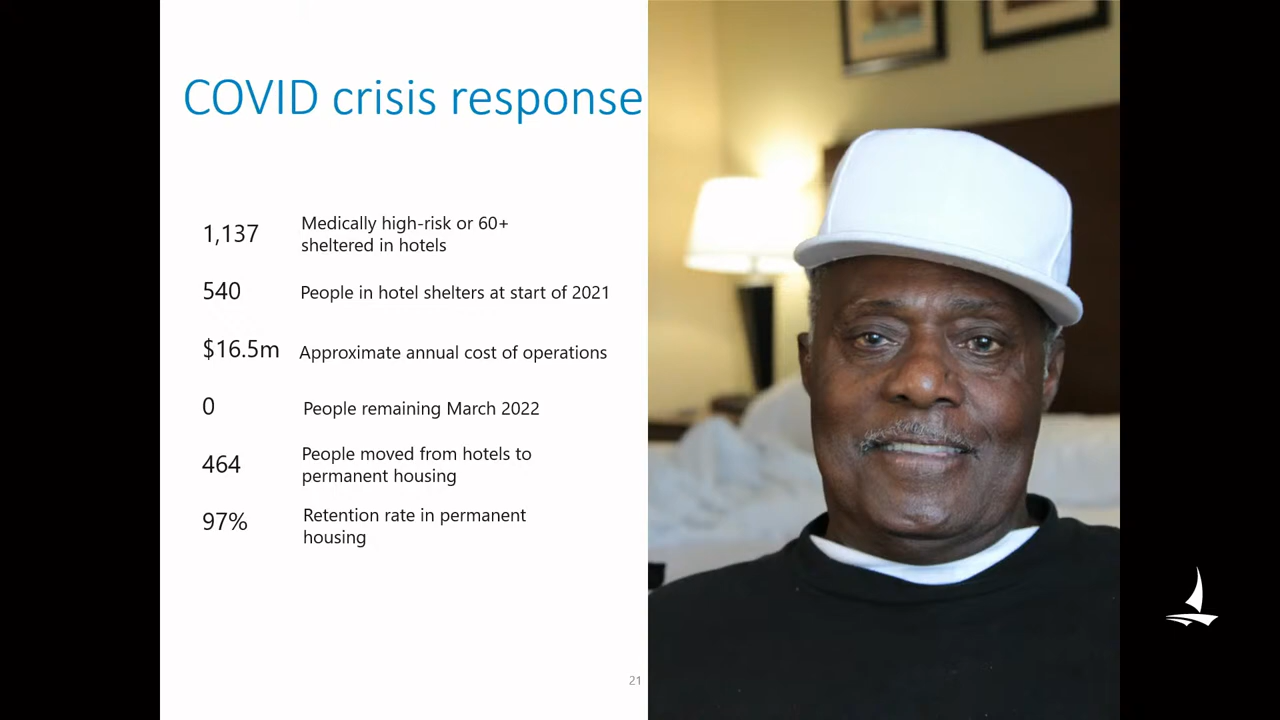 COVID crisis response
1,137
Medically high-risk or 60+
sheltered in hotels
540
People in hotel shelters at start of 2021
$16.5m
Approximate annual cost of operations
0
People remaining March 2022
464
People moved from hotels to
permanent housing
97%
Retention rate in permanent
housing
21